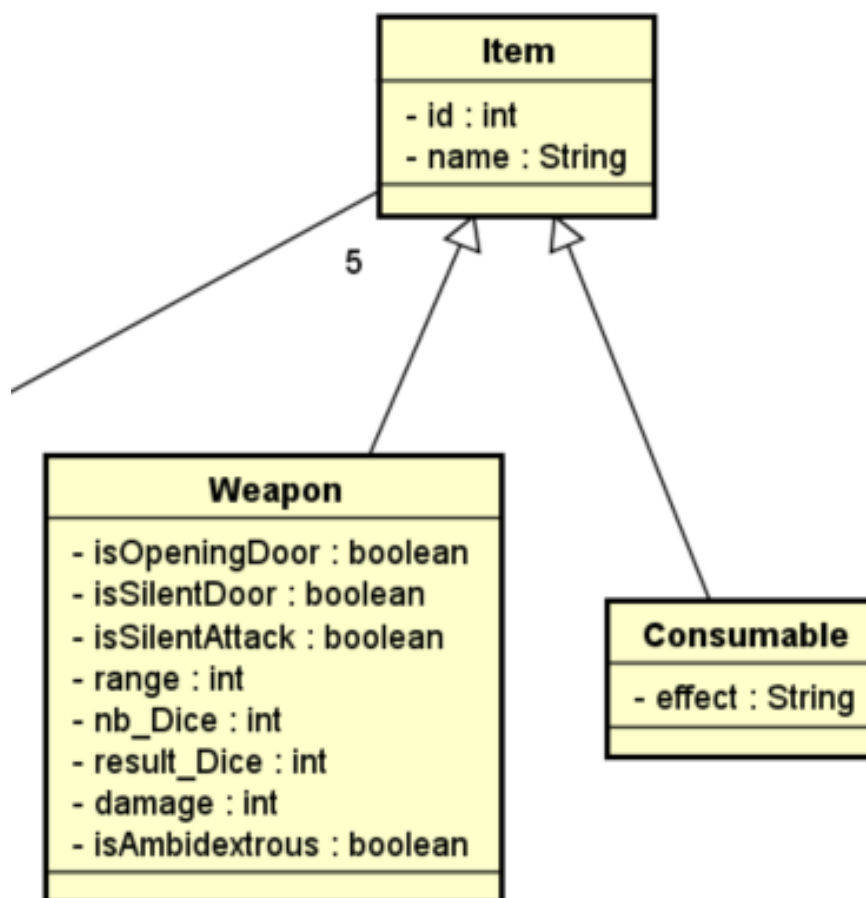 Item
- id : int
- name : String
5
Weapon
- isOpeningDoor : boolean
- isSilentDoor : boolean
- isSilentAttack : boolean
- range : int
- nb_Dice : int
- result_Dice : int
- damage : int
- isAmbidextrous : boolean
Consumable
- effect : String